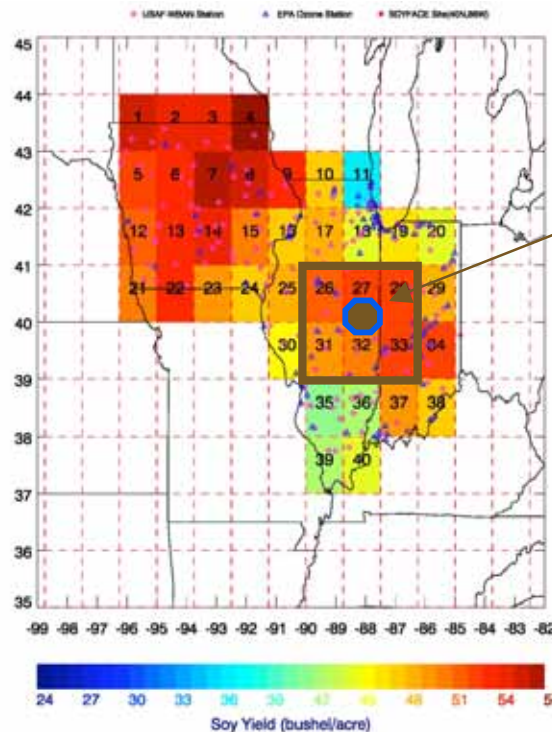 USAF-WBAN Station EPA Ozone Station SOYFACE Site(40N,88W)
45
44
1 2 3 4
43
5 6 7 8 9 10 11
42
12 13 14 15 17 19 20
41
21 22 23 24 25 26 27 28 29
40
30 31 32 33 34
39
35 36 37 38
38
39 40
37
36
35
-99 -98 -97 -96 -95 -94 -93 -92 -91 -90 -89 -88 -87 -86 -85 -84 -83 -82
24 27 30 33 36 39 42 45 48 51 54
Soy Yield (bushel/acre)